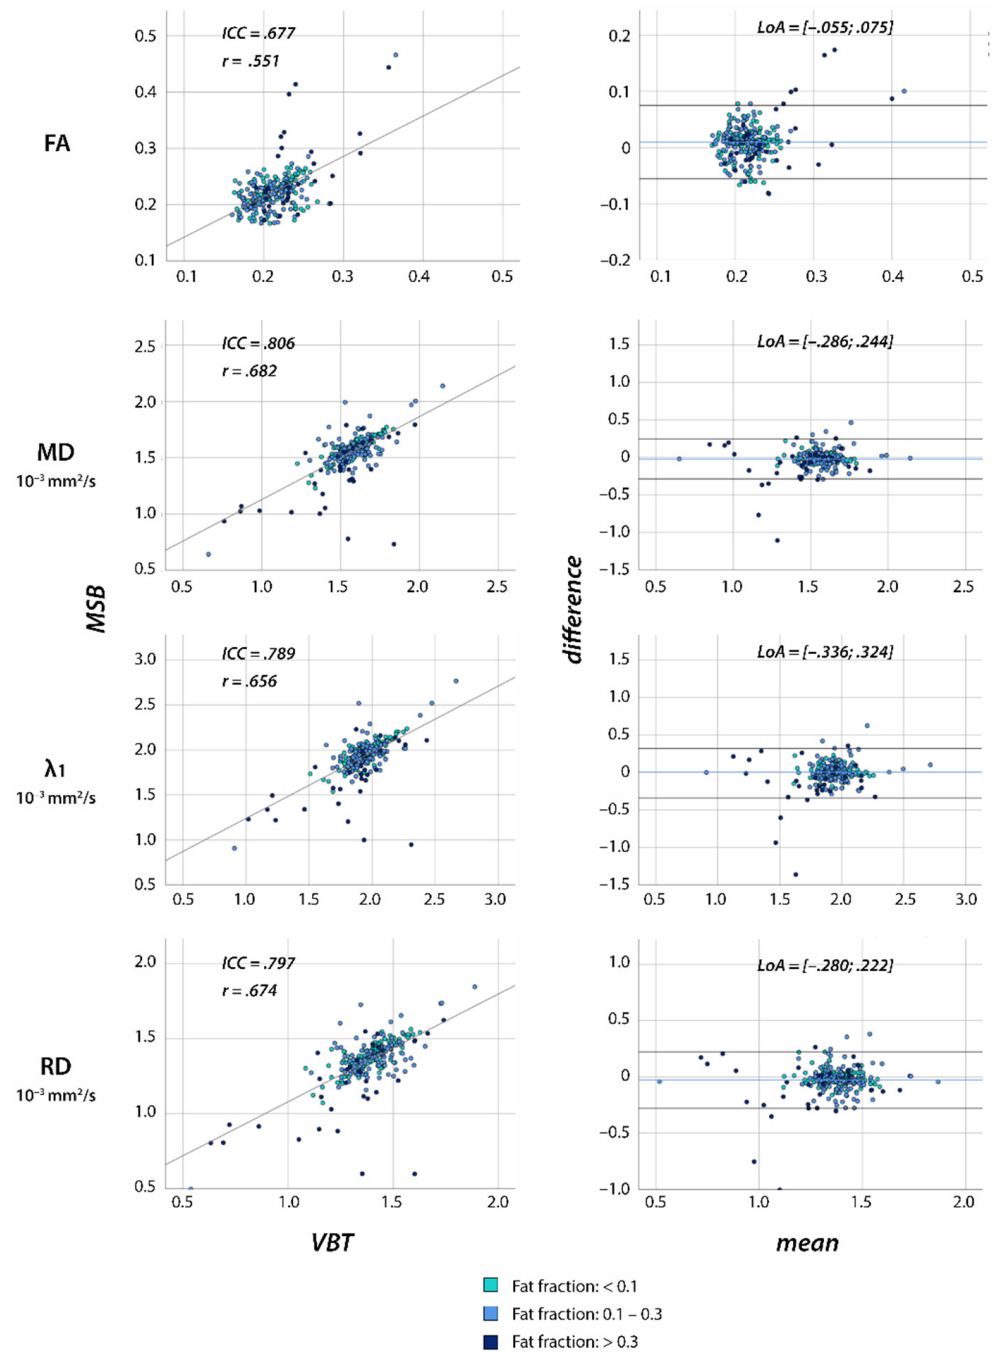 ICC = .677
r = .551
LoA = [–.055; .075]
FA
0.5
0.4
0.3
0.2
0.1
0.1 0.2 0.3 0.4 0.5
0.2
0.1
0
–0.1
–0.2
0.1 0.2 0.3 0.4 0.5
ICC = .806
r = .682
LoA = [–.286; .244]
MD
10⁻³ mm²/s
2.5
2.0
1.5
1.0
0.5
0.5 1.0 1.5 2.0 2.5
1.5
1.0
0.5
0
–0.5
–1.0
–1.5
0.5 1.0 1.5 2.0 2.5
MSB
difference
ICC = .789
r = .656
LoA = [–.336; .324]
λ1
10⁻³ mm²/s
3.0
2.5
2.0
1.5
1.0
0.5
0.5 1.0 1.5 2.0 2.5 3.0
1.5
1.0
0.5
0
–0.5
–1.0
–1.5
0.5 1.0 1.5 2.0 2.5 3.0
ICC = .797
r = .674
LoA = [–.280; .222]
RD
10⁻³ mm²/s
2.0
1.5
1.0
0.5
0.5 1.0 1.5 2.0
1.0
0.5
0
–0.5
–1.0
0.5 1.0 1.5 2.0
VBT
mean
Fat fraction: < 0.1
Fat fraction: 0.1 – 0.3
Fat fraction: > 0.3